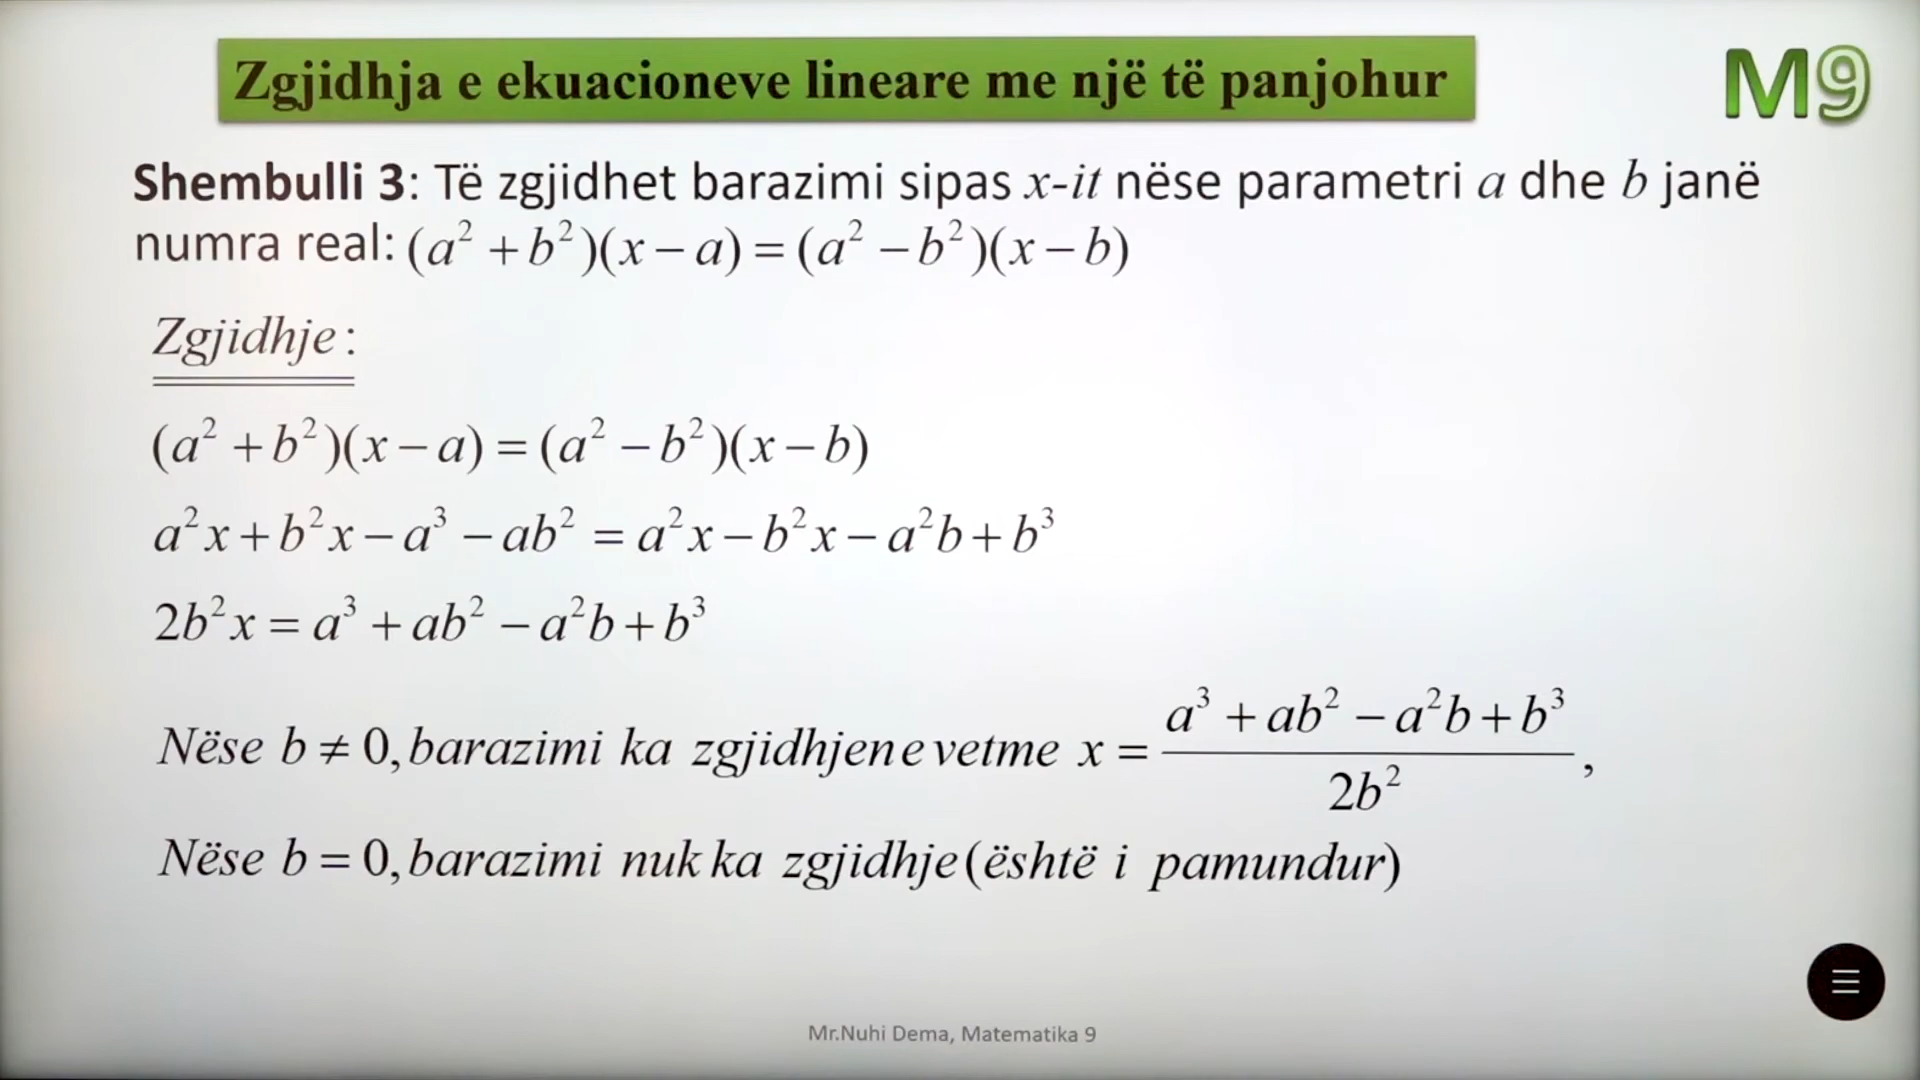 Zgjidhja e ekuacioneve lineare me një të panjohur
M9
Shembulli 3: Të zgjidhet barazimi sipas x-it nëse parametri a dhe b janë
numra real: (a² + b²)(x − a) = (a² − b²)(x − b)
Zgjidhje:
(a² + b²)(x − a) = (a² − b²)(x − b)
a²x + b²x − a³ − ab² = a²x − b²x − a²b + b³
2b²x = a³ + ab² − a²b + b³
Nëse b ≠ 0, barazimi ka zgjidhjen e vetme x = (a³ + ab² − a²b + b³)/(2b²),
Nëse b = 0, barazimi nuk ka zgjidhje (është i pamundur)
Mr.Nuhi Dema, Matematika 9